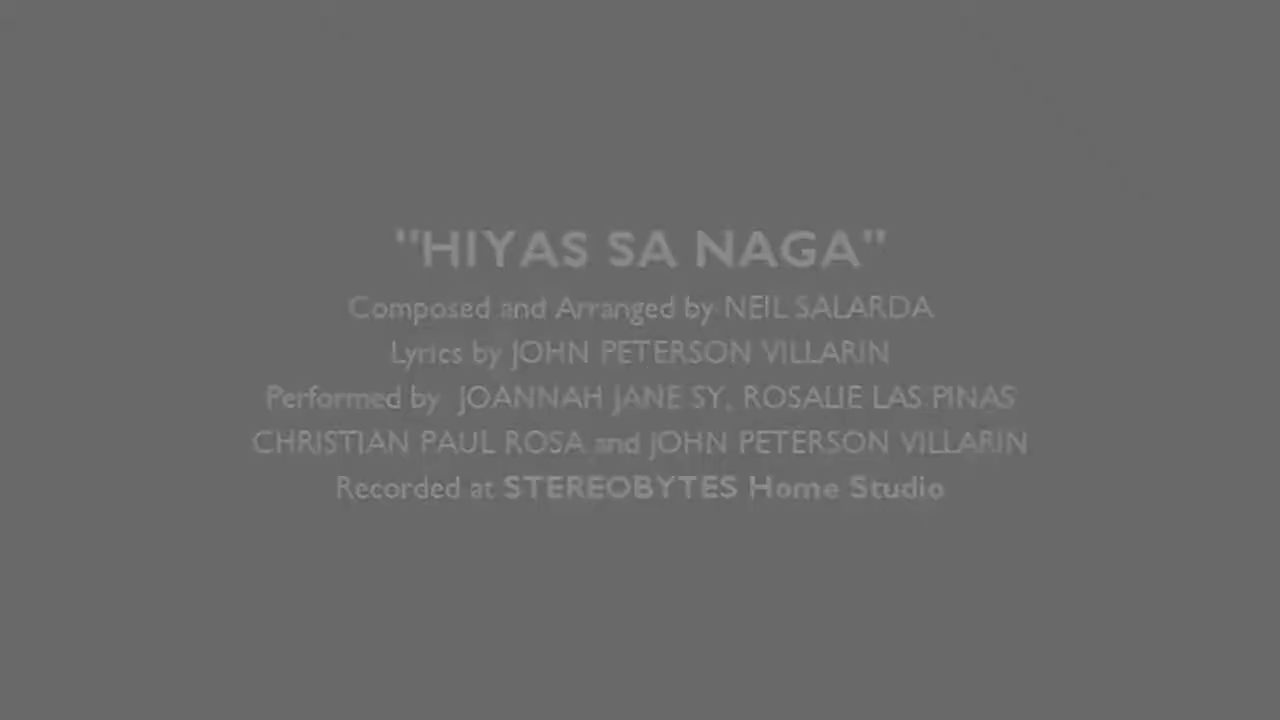 "HIYAS SA NAGA"
Composed and Arranged by NEIL SALARDA
Lyrics by JOHN PETERSON VILLARIN
Performed by  JOANNAH JANE SY, ROSALIE LAS PINAS
CHRISTIAN PAUL ROSA and JOHN PETERSON VILLARIN
Recorded at STEREOBYTES Home Studio